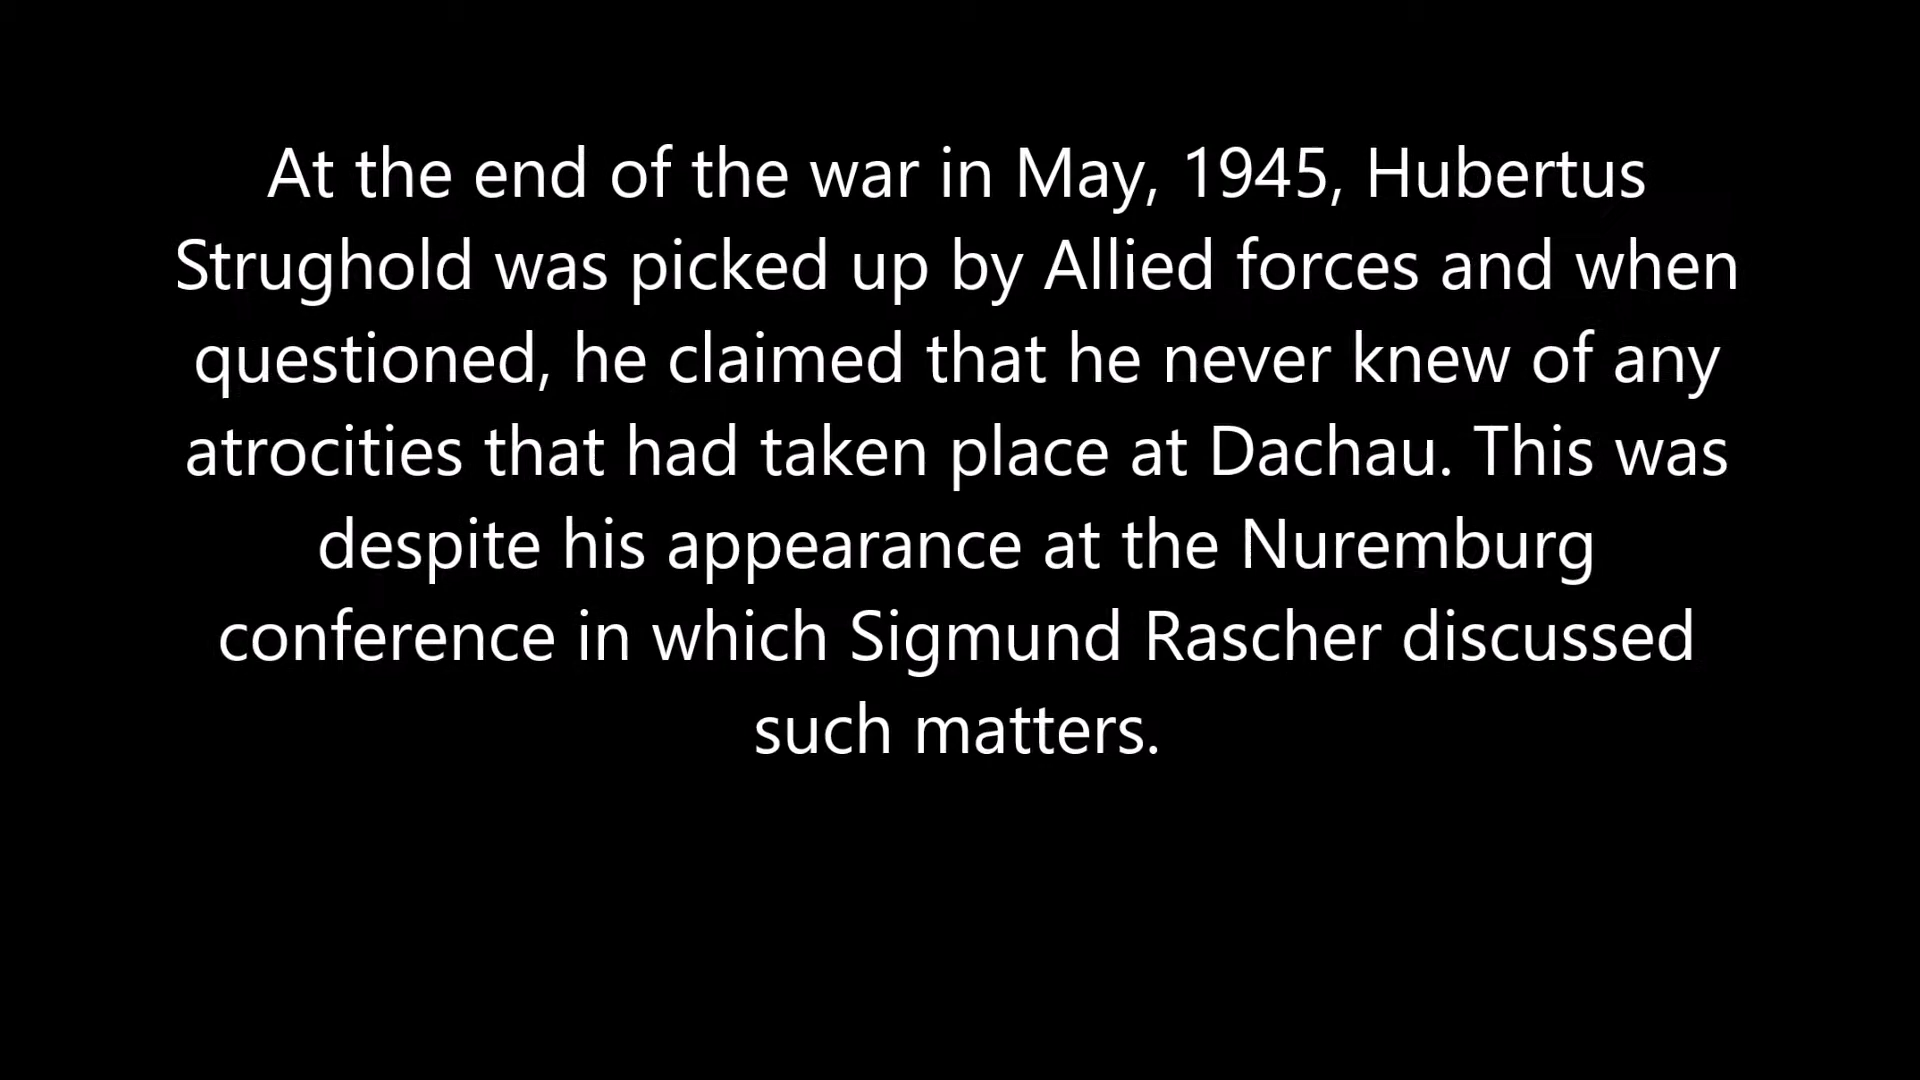 At the end of the war in May, 1945, Hubertus
Strughold was picked up by Allied forces and when
questioned, he claimed that he never knew of any
atrocities that had taken place at Dachau. This was
despite his appearance at the Nuremburg
conference in which Sigmund Rascher discussed
such matters.